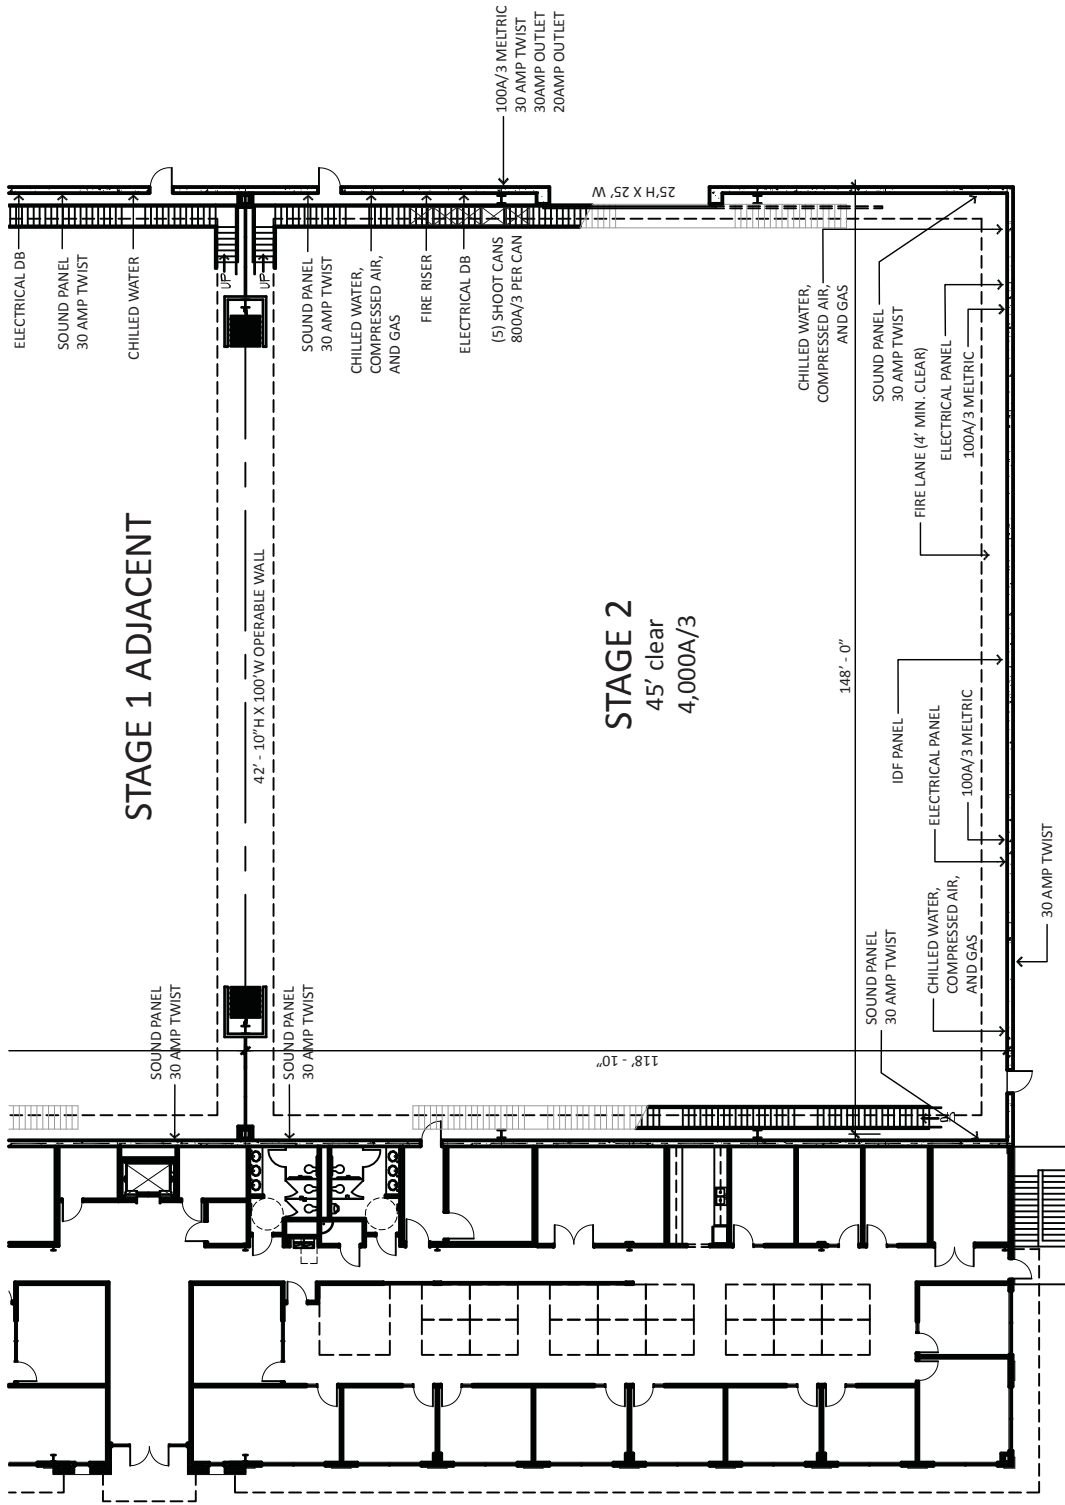 100A/3 MELTRIC
30 AMP TWIST
30AMP OUTLET
20AMP OUTLET
25'H X 25' W
ELECTRICAL DB
SOUND PANEL
30 AMP TWIST
CHILLED WATER
UP
UP
SOUND PANEL
30 AMP TWIST
CHILLED WATER,
COMPRESSED AIR,
AND GAS
FIRE RISER
ELECTRICAL DB
(5) SHOOT CANS
800A/3 PER CAN
CHILLED WATER,
COMPRESSED AIR,
AND GAS
SOUND PANEL
30 AMP TWIST
FIRE LANE (4' MIN. CLEAR)
ELECTRICAL PANEL
100A/3 MELTRIC
STAGE 1 ADJACENT
42' - 10"H X 100'W OPERABLE WALL
STAGE 2
45' clear
4,000A/3
148' - 0"
IDF PANEL
ELECTRICAL PANEL
100A/3 MELTRIC
30 AMP TWIST
SOUND PANEL
30 AMP TWIST
SOUND PANEL
30 AMP TWIST
SOUND PANEL
30 AMP TWIST
CHILLED WATER,
COMPRESSED AIR,
AND GAS
118' - 10"
UP